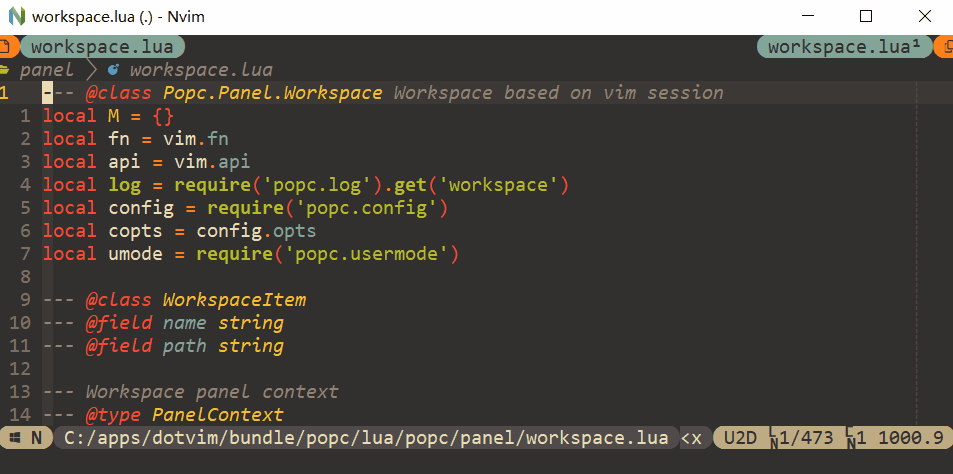 workspace.lua (.) - Nvim
workspace.lua workspace.lua¹
panel workspace.lua
1 --- @class Popc.Panel.Workspace Workspace based on vim session
1 local M = {}
2 local fn = vim.fn
3 local api = vim.api
4 local log = require('popc.log').get('workspace')
5 local config = require('popc.config')
6 local copts = config.opts
7 local umode = require('popc.usermode')
8
9 --- @class WorkspaceItem
10 --- @field name string
11 --- @field path string
12
13 --- Workspace panel context
14 --- @type PanelContext
N C:/apps/dotvim/bundle/popc/lua/popc/panel/workspace.lua <x U2D 1/473 1 1000.9